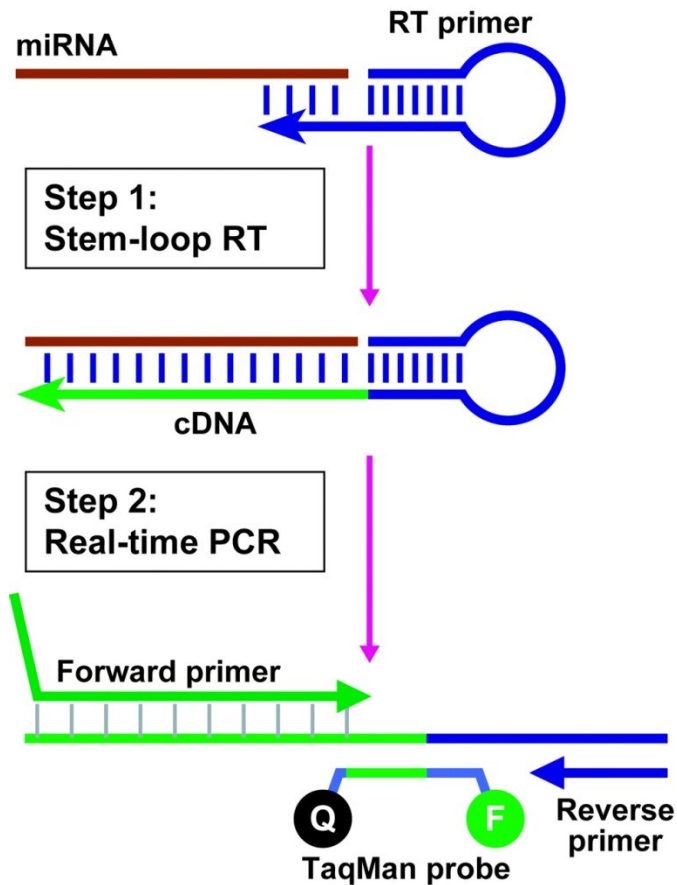 RT primer
miRNA
Step 1:
Stem-loop RT
cDNA
Step 2:
Real-time PCR
Forward primer
Q
F
Reverse
primer
TaqMan probe